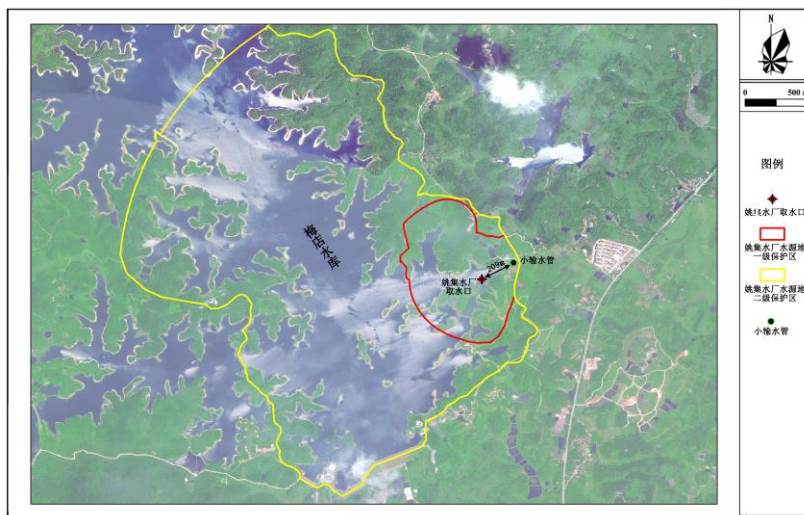 N
0 500
图例
姚集水厂取水口
姚集水厂水源地
一级保护区
姚集水厂水源地
二级保护区
小输水管
梅店水库
小输水管
200m
姚集水厂
取水口